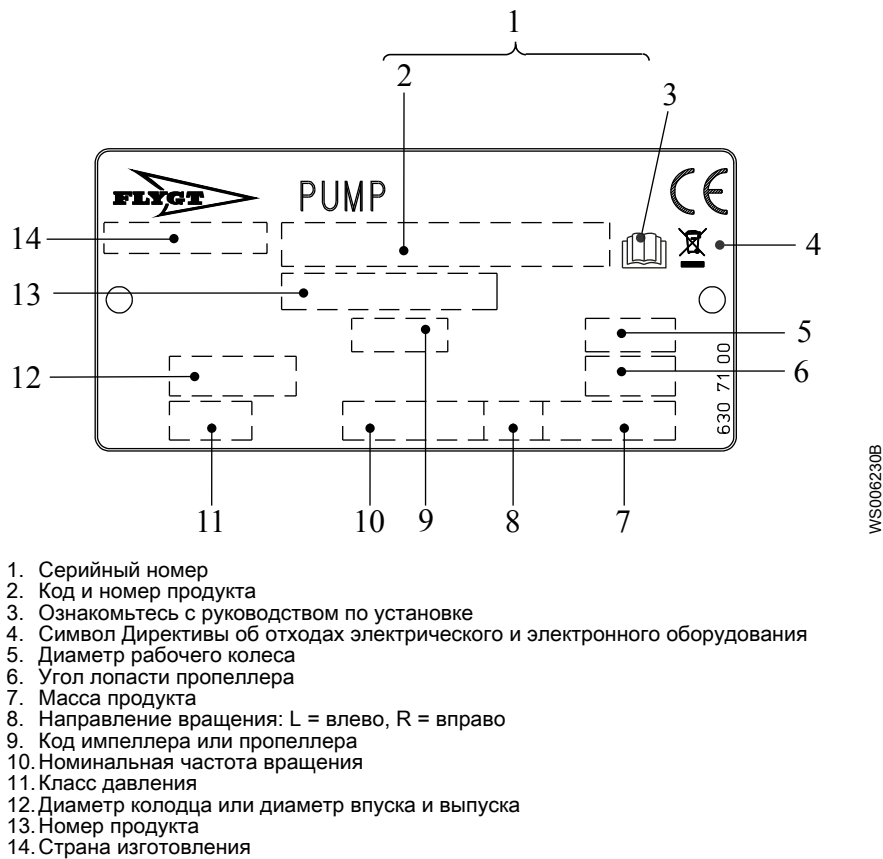 1
2
3
FLYGT
PUMP
CE
14
4
13
5
12
6
630 71 00
11
10
9
8
7
WS006230B
1. Серийный номер
2. Код и номер продукта
3. Ознакомьтесь с руководством по установке
4. Символ Директивы об отходах электрического и электронного оборудования
5. Диаметр рабочего колеса
6. Угол лопасти пропеллера
7. Масса продукта
8. Направление вращения: L = влево, R = вправо
9. Код импеллера или пропеллера
10. Номинальная частота вращения
11. Класс давления
12. Диаметр колодца или диаметр впуска и выпуска
13. Номер продукта
14. Страна изготовления